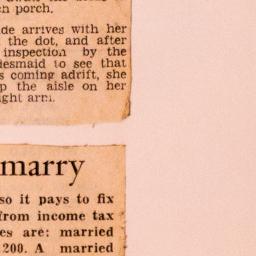 ch porch.
de arrives with her
the dot, and after
inspection by the
desmaid to see that
s coming adrift, she
p the aisle on her
ght arm.
marry
so it pays to fix
from income tax
es are: married
200. A married